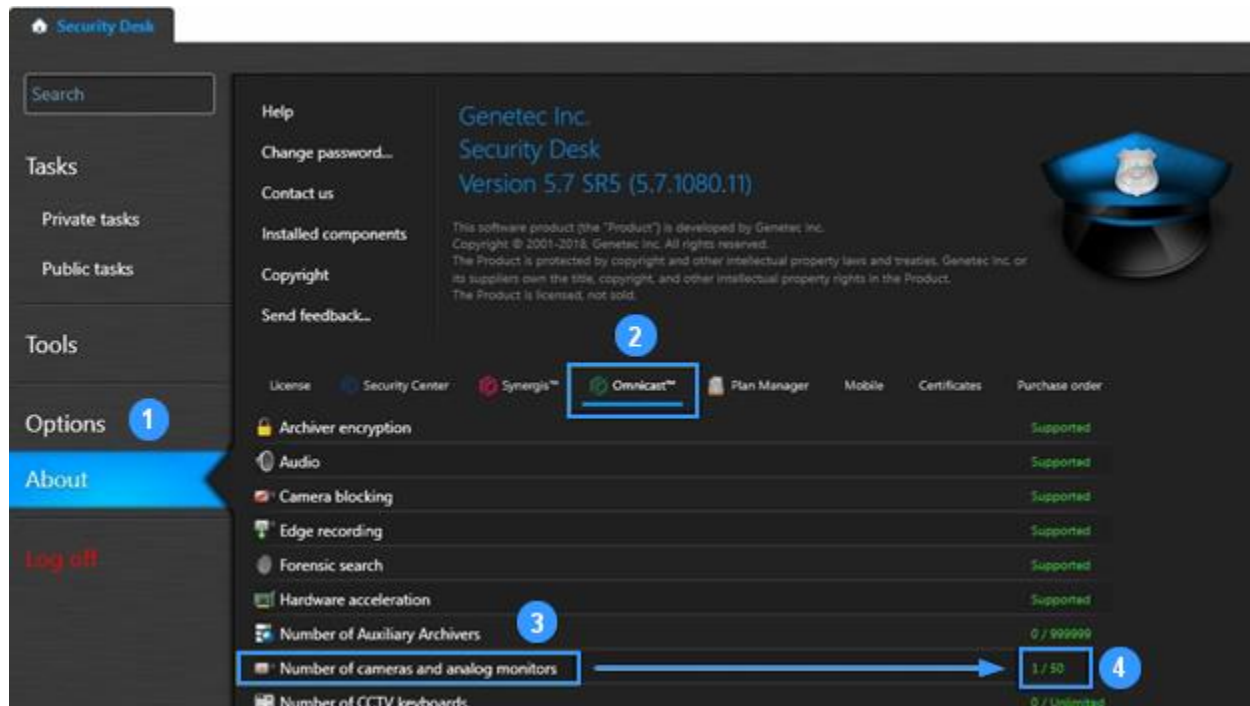 Security Desk
Search
Tasks
Private tasks
Public tasks
Tools
Options
1
About
Log off
Help
Change password...
Contact us
Installed components
Copyright
Send feedback...
Genetec Inc.
Security Desk
Version 5.7 SR5 (5.7.1080.11)
This software product (the "Product") is developed by Genetec Inc.
Copyright © 2001-2018, Genetec Inc. All rights reserved.
The Product is protected by copyright and other intellectual property laws and treaties. Genetec Inc. or
its suppliers own the title, copyright, and other intellectual property rights in the Product.
The Product is licensed, not sold.
2
License Security Center Synergis™ Omnicast™ Plan Manager Mobile Certificates Purchase order
Archiver encryption Supported
Audio Supported
Camera blocking Supported
Edge recording Supported
Forensic search Supported
Hardware acceleration Supported
Number of Auxiliary Archivers 3 0 / 999999
Number of cameras and analog monitors 1 / 50 4
Number of CCTV keyboards 0 / Unlimited